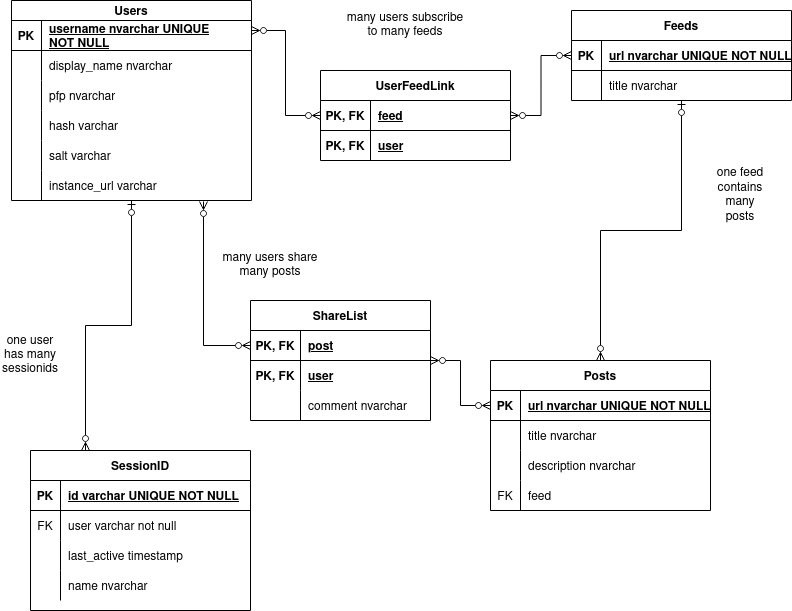 Users
PK
username nvarchar UNIQUE
NOT NULL
display_name nvarchar
pfp nvarchar
hash varchar
salt varchar
instance_url varchar
many users subscribe
to many feeds
Feeds
PK
url nvarchar UNIQUE NOT NULL
title nvarchar
UserFeedLink
PK, FK
feed
PK, FK
user
one feed
contains
many
posts
many users share
many posts
one user
has many
sessionids
ShareList
PK, FK
post
PK, FK
user
comment nvarchar
Posts
PK
url nvarchar UNIQUE NOT NULL
title nvarchar
description nvarchar
FK
feed
SessionID
PK
id varchar UNIQUE NOT NULL
FK
user varchar not null
last_active timestamp
name nvarchar